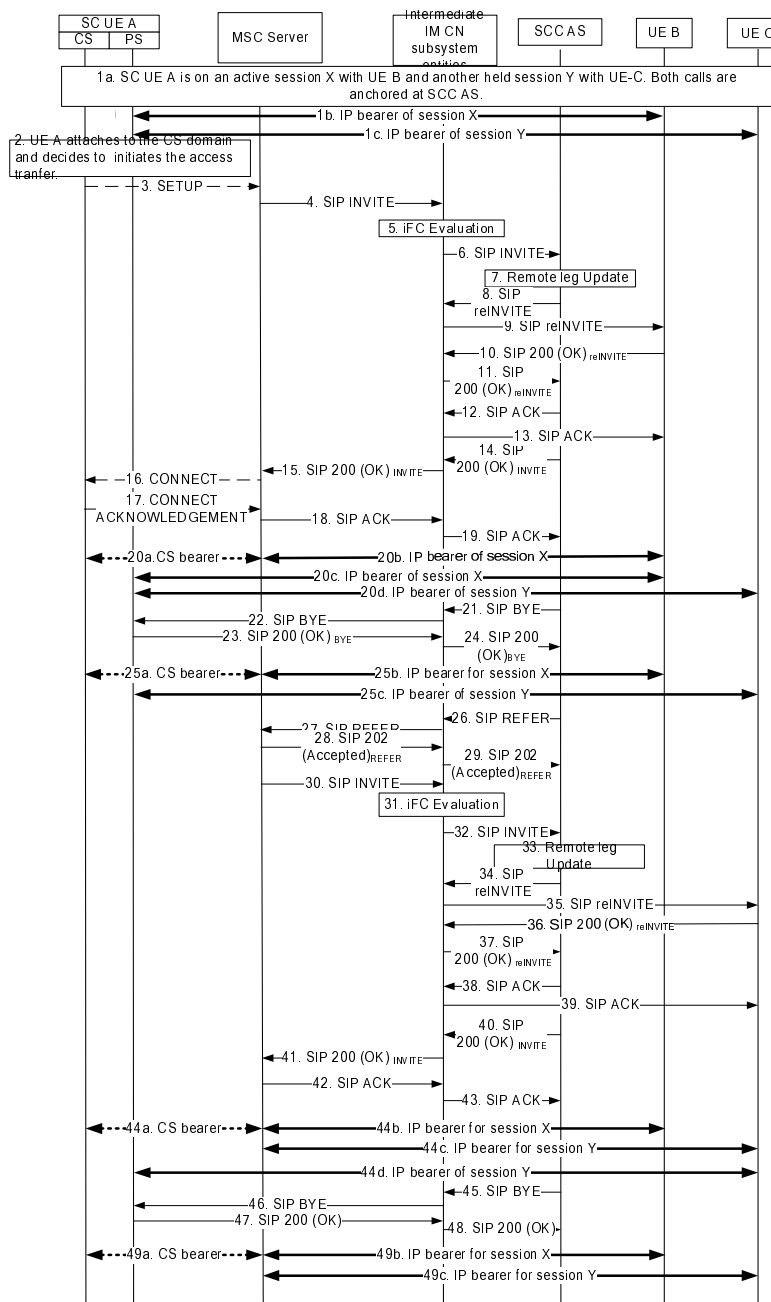 SC UE A
CS
PS
MSC Server
Intermediate
IM CN
subsystem
entities
SCC AS
UE B
UE C
1a. SC UE A is on an active session X with UE B and another held session Y with UE-C. Both calls are
anchored at SCC AS.
1b. IP bearer of session X
1c. IP bearer of session Y
2. UE A attaches to the CS domain
and decides to initiates the access
tranfer.
3. SETUP
4. SIP INVITE
5. iFC Evaluation
6. SIP INVITE
7. Remote leg Update
8. SIP
reINVITE
9. SIP reINVITE
10. SIP 200 (OK) reINVITE
11. SIP
200 (OK) reINVITE
12. SIP ACK
13. SIP ACK
14. SIP
200 (OK) INVITE
15. SIP 200 (OK) INVITE
16. CONNECT
17. CONNECT
ACKNOWLEDGEMENT
18. SIP ACK
19. SIP ACK
20a.CS bearer
20b. IP bearer of session X
20c. IP bearer of session X
20d. IP bearer of session Y
21. SIP BYE
22. SIP BYE
23. SIP 200 (OK) BYE
24. SIP 200
(OK)BYE
25a. CS bearer
25b. IP bearer for session X
25c. IP bearer of session Y
26. SIP REFER
27. SIP REFER
28. SIP 202
(Accepted)REFER
29. SIP 202
(Accepted)REFER
30. SIP INVITE
31. iFC Evaluation
32. SIP INVITE
33. Remote leg
Update
34. SIP
reINVITE
35. SIP reINVITE
36. SIP 200 (OK) reINVITE
37. SIP
200 (OK) reINVITE
38. SIP ACK
39. SIP ACK
40. SIP
200 (OK) INVITE
41. SIP 200 (OK) INVITE
42. SIP ACK
43. SIP ACK
44a. CS bearer
44b. IP bearer for session X
44c. IP bearer for session Y
44d. IP bearer of session Y
45. SIP BYE
46. SIP BYE
47. SIP 200 (OK)
48. SIP 200 (OK)
49a. CS bearer
49b. IP bearer for session X
49c. IP bearer for session Y